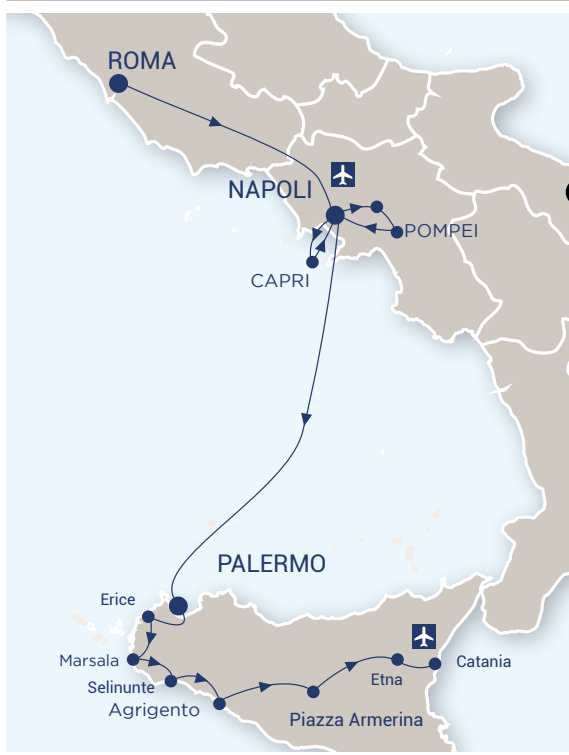 ROMA
NAPOLI
POMPEI
CAPRI
PALERMO
Erice
Marsala
Selinunte
Agrigento
Piazza Armerina
Etna
Catania